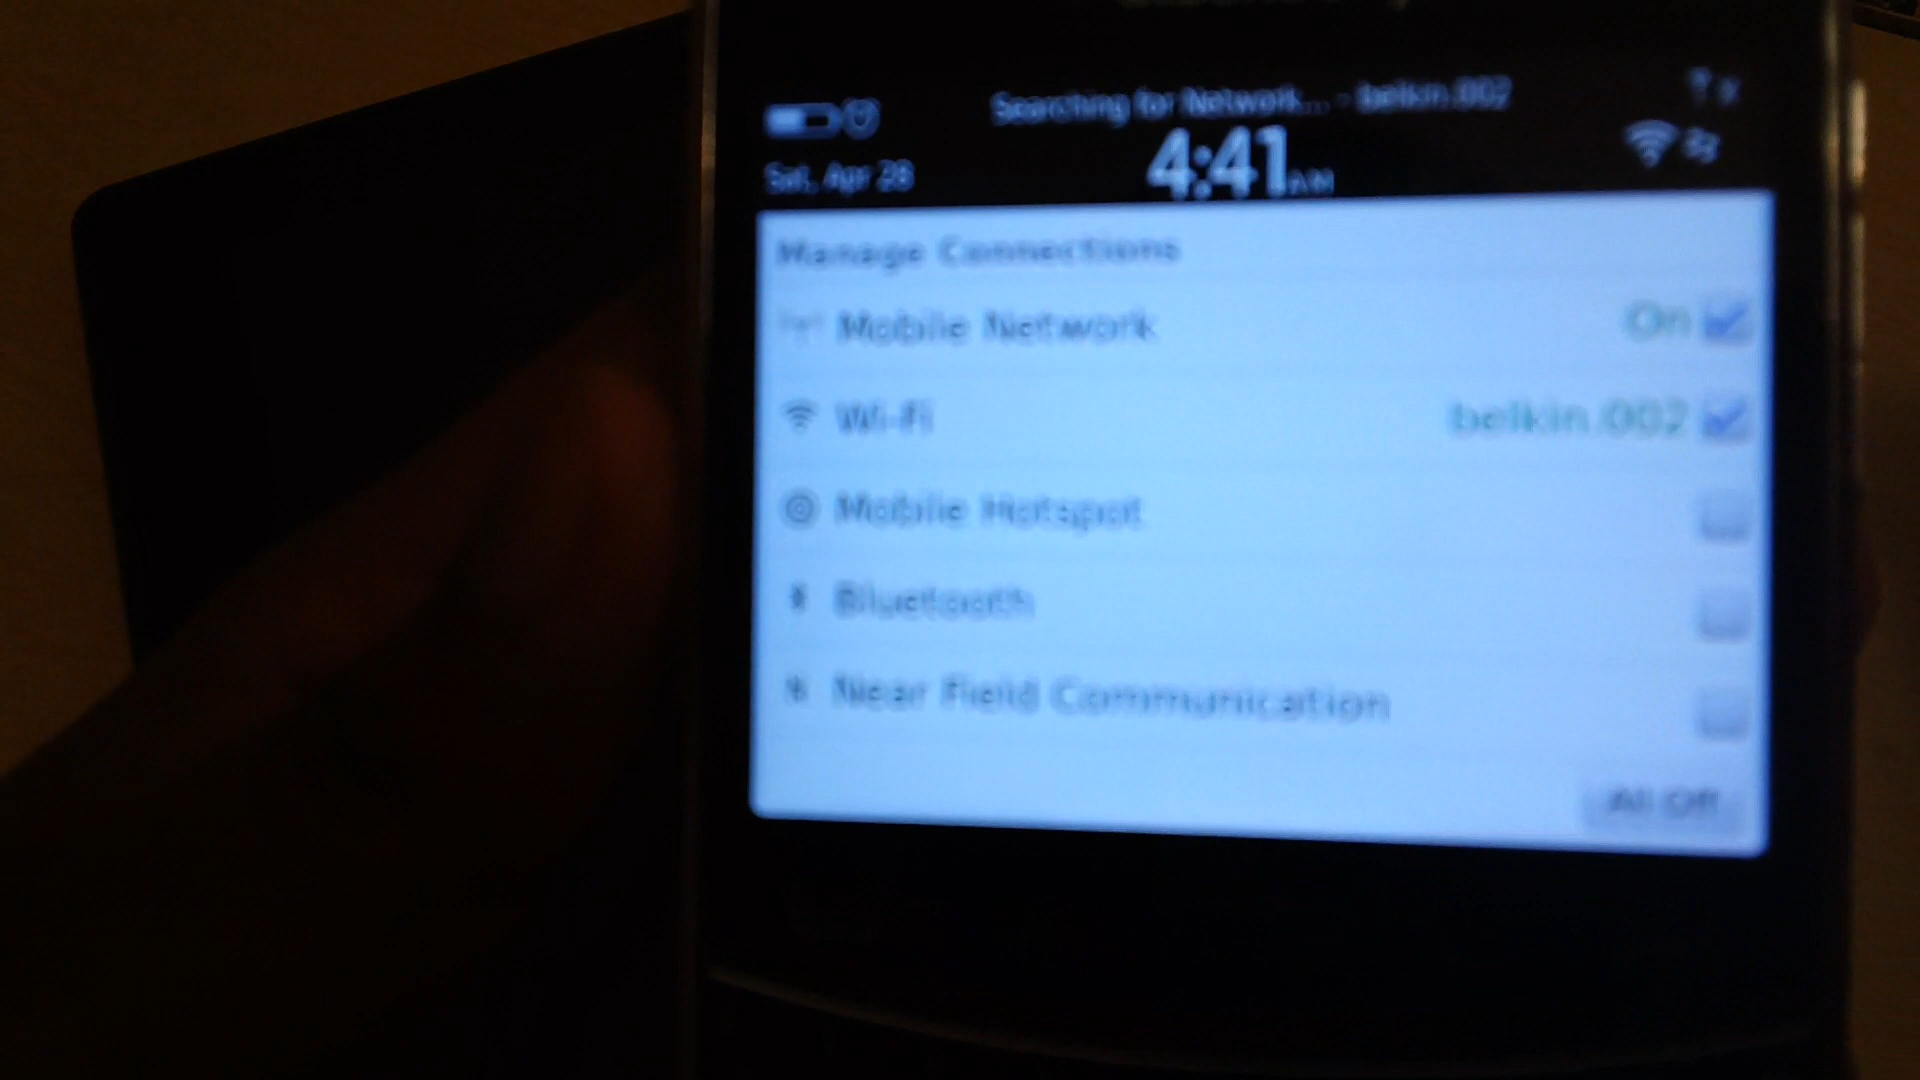 Searching for Network... - belkin.002
Sat, Apr 28
4:41 AM
Manage Connections
Mobile Network On
Wi-Fi belkin.002
Mobile Hotspot
Bluetooth
Near Field Communication
All Off